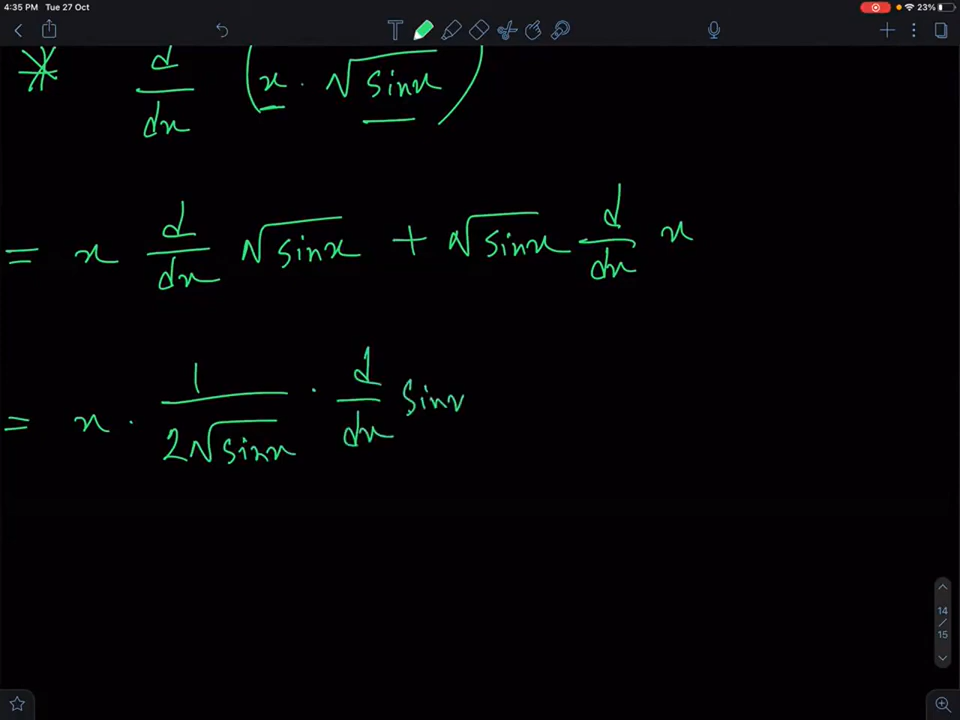 4:35 PM Tue 27 Oct
23%
T
* d/dx (x · √sinx)
= x d/dx √sinx + √sinx d/dx x
= x · 1/2√sinx · d/dx sinx
14
/
15